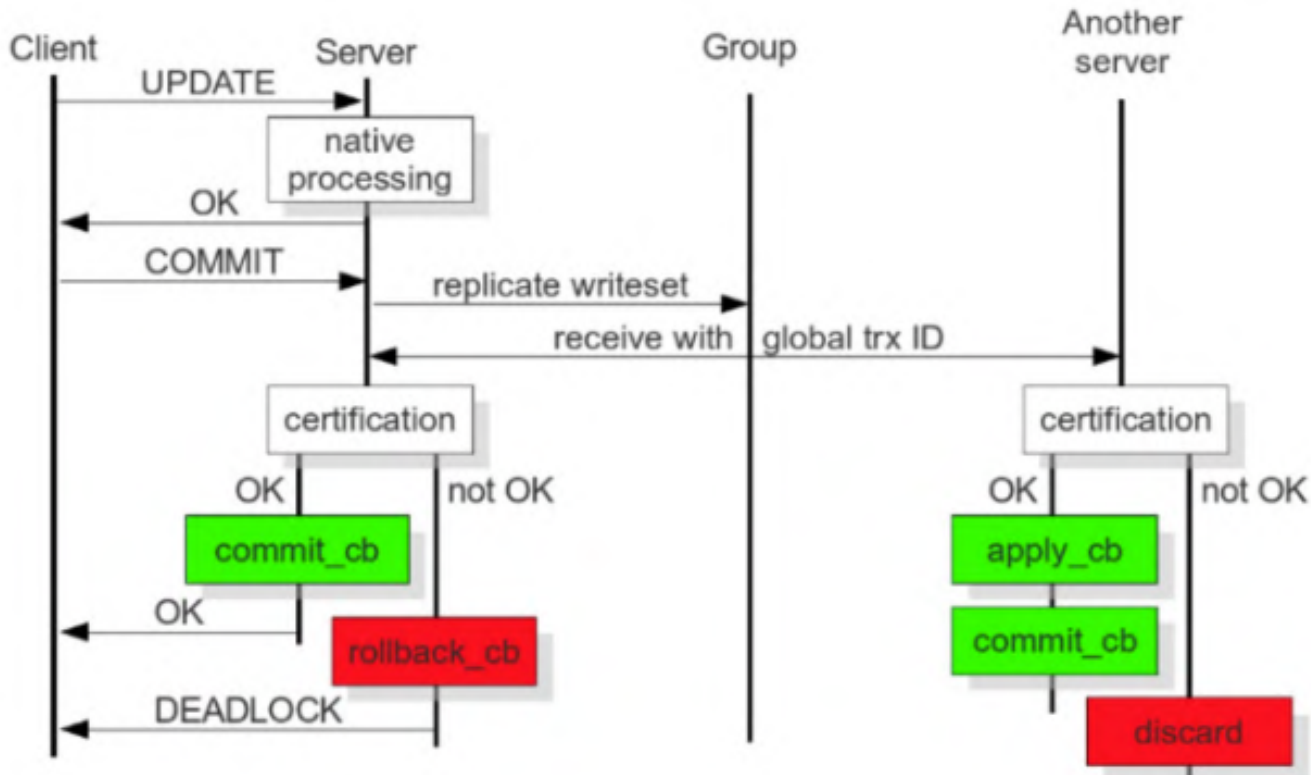 Client
Server
Group
Another
server
UPDATE
native
processing
OK
COMMIT
replicate writeset
receive with global trx ID
certification
certification
OK
not OK
OK
not OK
commit_cb
apply_cb
OK
commit_cb
rollback_cb
DEADLOCK
discard